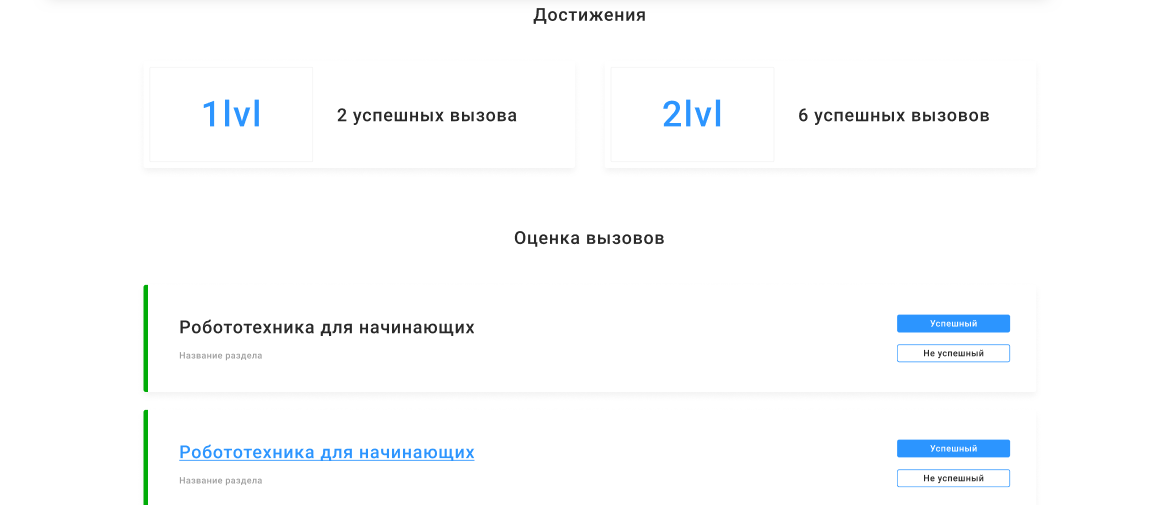 Достижения
1lvl
2 успешных вызова
2lvl
6 успешных вызовов
Оценка вызовов
Робототехника для начинающих
Название раздела
Успешный
Не успешный
Робототехника для начинающих
Название раздела
Успешный
Не успешный